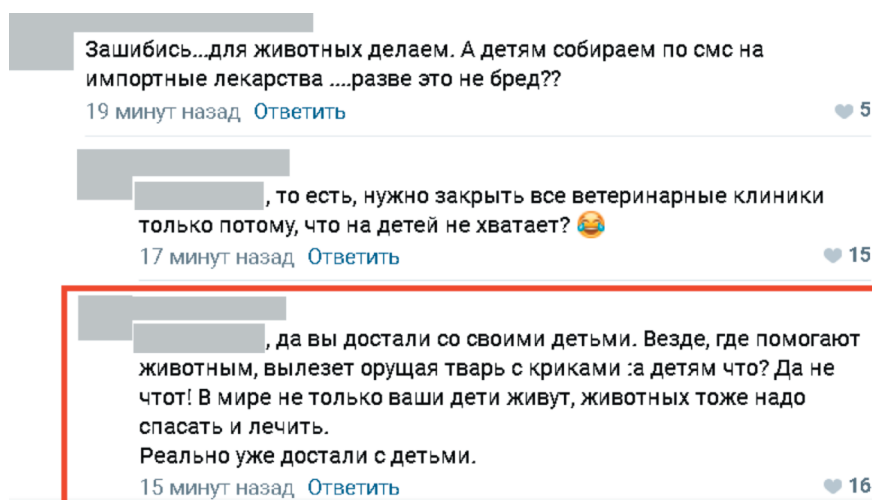 Зашибись...для животных делаем. А детям собираем по смс на
импортные лекарства ....разве это не бред??
19 минут назад Ответить 5
, то есть, нужно закрыть все ветеринарные клиники
только потому, что на детей не хватает? 😂
17 минут назад Ответить 15
, да вы достали со своими детьми. Везде, где помогают
животным, вылезет орущая тварь с криками :а детям что? Да не
чтот! В мире не только ваши дети живут, животных тоже надо
спасать и лечить.
Реально уже достали с детьми.
15 минут назад Ответить 16